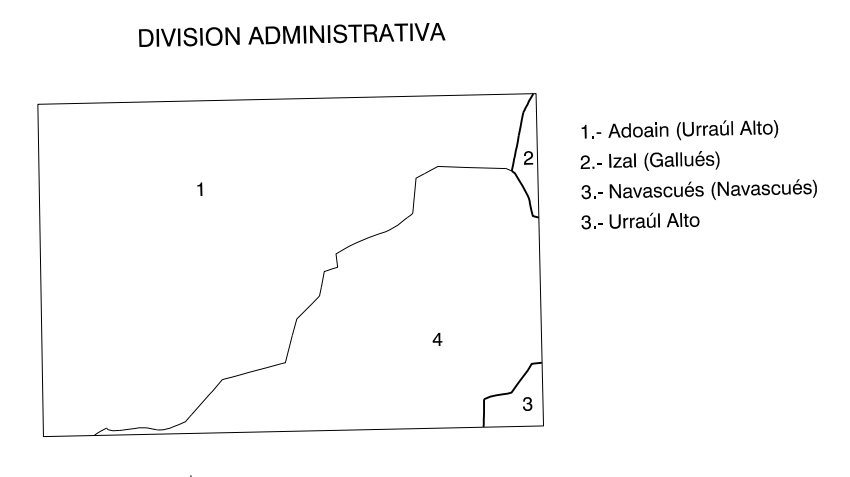 DIVISION ADMINISTRATIVA
1
2
4
3
1.- Adoain (Urraúl Alto)
2.- Izal (Gallués)
3.- Navascués (Navascués)
3.- Urraúl Alto